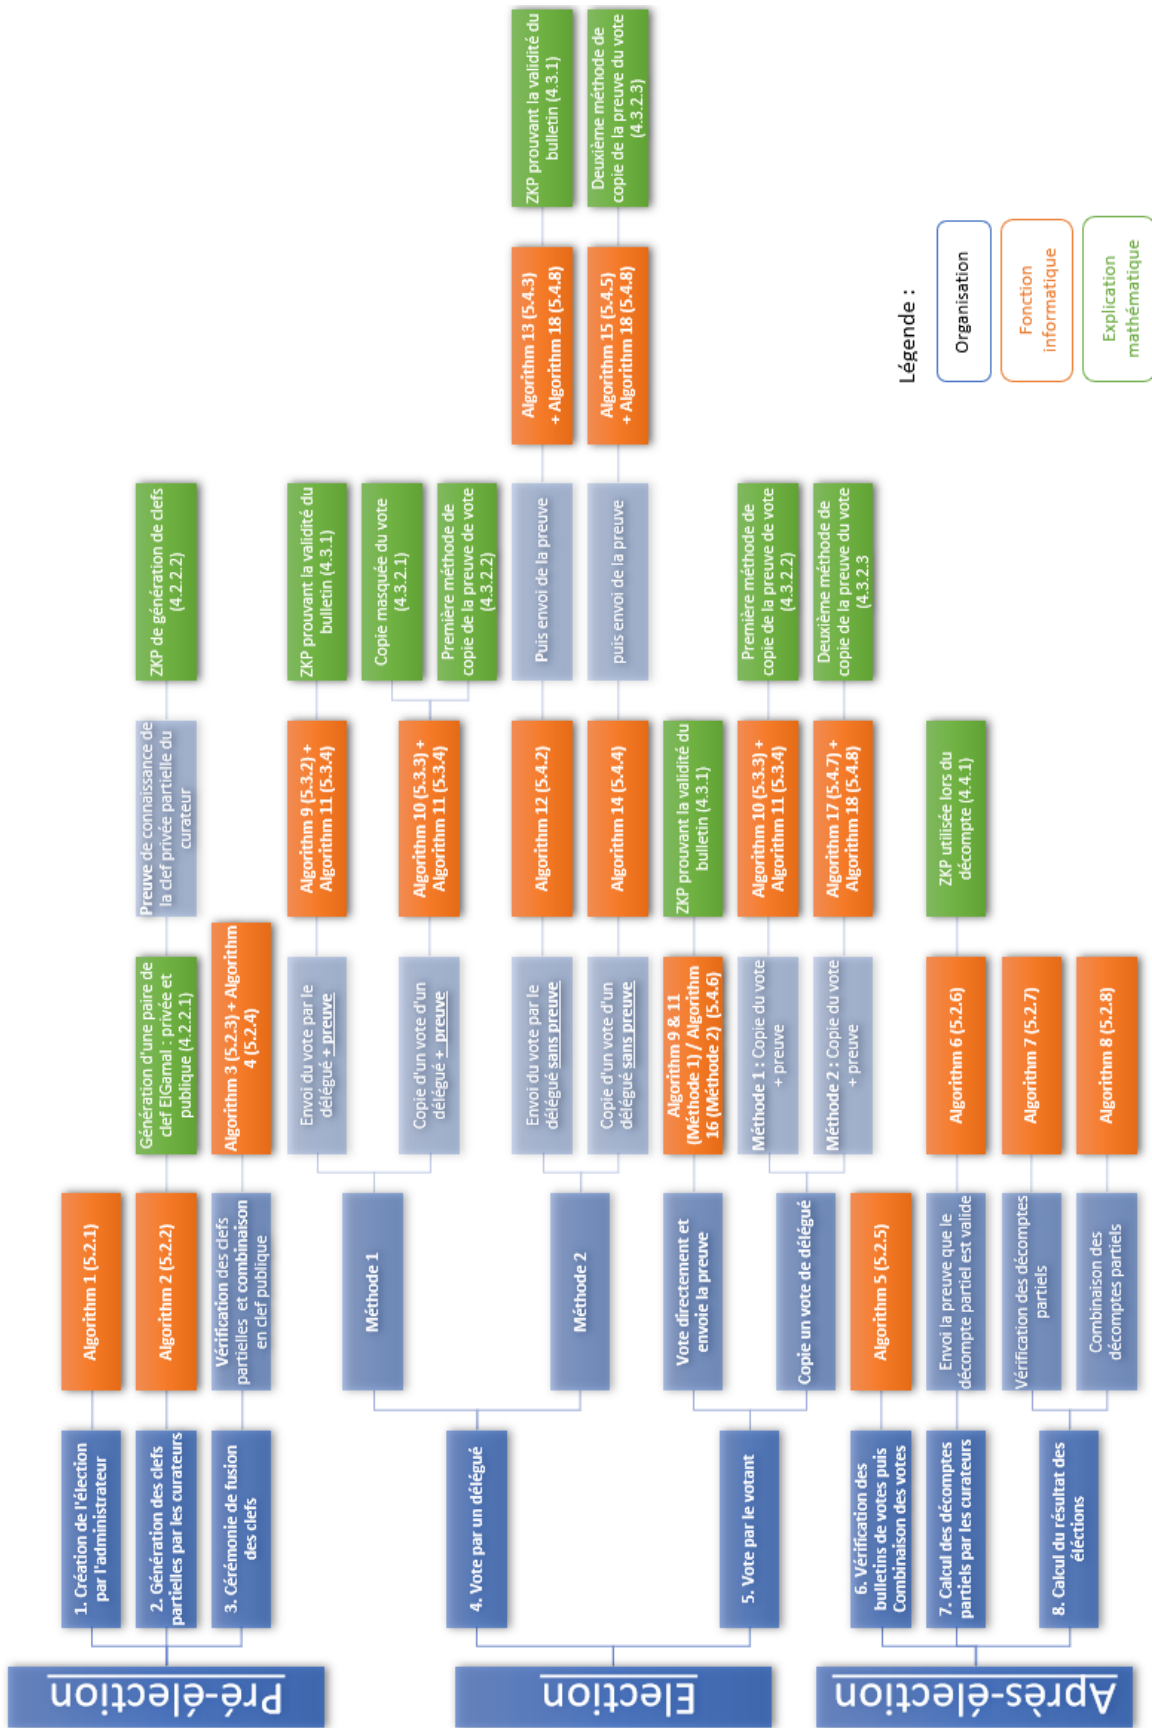 Pré-élection
1. Création de l'élection
par l'administrateur
Algorithm 1 (5.2.1)
2. Génération des clefs
partielles par les curateurs
Algorithm 2 (5.2.2)
Génération d'une paire de
clef ElGamal : privée et
publique (4.2.2.1)
Preuve de connaissance de
la clef privée partielle du
curateur
ZKP de génération de clefs
(4.2.2.2)
3. Cérémonie de fusion
des clefs
Vérification des clefs
partielles et combinaison
en clef publique
Algorithm 3 (5.2.3) + Algorithm
4 (5.2.4)
Election
4. Vote par un délégué
Méthode 1
Envoi du vote par le
délégué + preuve
Algorithm 9 (5.3.2) +
Algorithm 11 (5.3.4)
ZKP prouvant la validité du
bulletin (4.3.1)
Copie d'un vote d'un
délégué + preuve
Algorithm 10 (5.3.3) +
Algorithm 11 (5.3.4)
Copie masquée du vote
(4.3.2.1)
Première méthode de
copie de la preuve de vote
(4.3.2.2)
Méthode 2
Envoi du vote par le
délégué sans preuve
Algorithm 12 (5.4.2)
Puis envoi de la preuve
Algorithm 13 (5.4.3)
+ Algorithm 18 (5.4.8)
ZKP prouvant la validité du
bulletin (4.3.1)
Copie d'un vote d'un
délégué sans preuve
Algorithm 14 (5.4.4)
puis envoi de la preuve
Algorithm 15 (5.4.5)
+ Algorithm 18 (5.4.8)
Deuxième méthode de
copie de la preuve du vote
(4.3.2.3)
5. Vote par le votant
Vote directement et
envoie la preuve
Algorithm 9 & 11
(Méthode 1) / Algorithm
16 (Méthode 2) (5.4.6)
ZKP prouvant la validité du
bulletin (4.3.1)
Copie un vote de délégué
Méthode 1 : Copie du vote
+ preuve
Algorithm 10 (5.3.3) +
Algorithm 11 (5.3.4)
Première méthode de
copie de la preuve de vote
(4.3.2.2)
Méthode 2 : Copie du vote
+ preuve
Algorithm 17 (5.4.7) +
Algorithm 18 (5.4.8)
Deuxième méthode de
copie de la preuve du vote
(4.3.2.3
Après-élection
6. Vérification des
bulletins de votes puis
Combinaison des votes
Algorithm 5 (5.2.5)
7. Calcul des décomptes
partiels par les curateurs
Envoi la preuve que le
décompte partiel est valide
Algorithm 6 (5.2.6)
ZKP utilisée lors du
décompte (4.4.1)
8. Calcul du résultat des
éléctions
Vérification des décomptes
partiels
Algorithm 7 (5.2.7)
Combinaison des
décomptes partiels
Algorithm 8 (5.2.8)
Légende :
Organisation
Fonction
informatique
Explication
mathématique